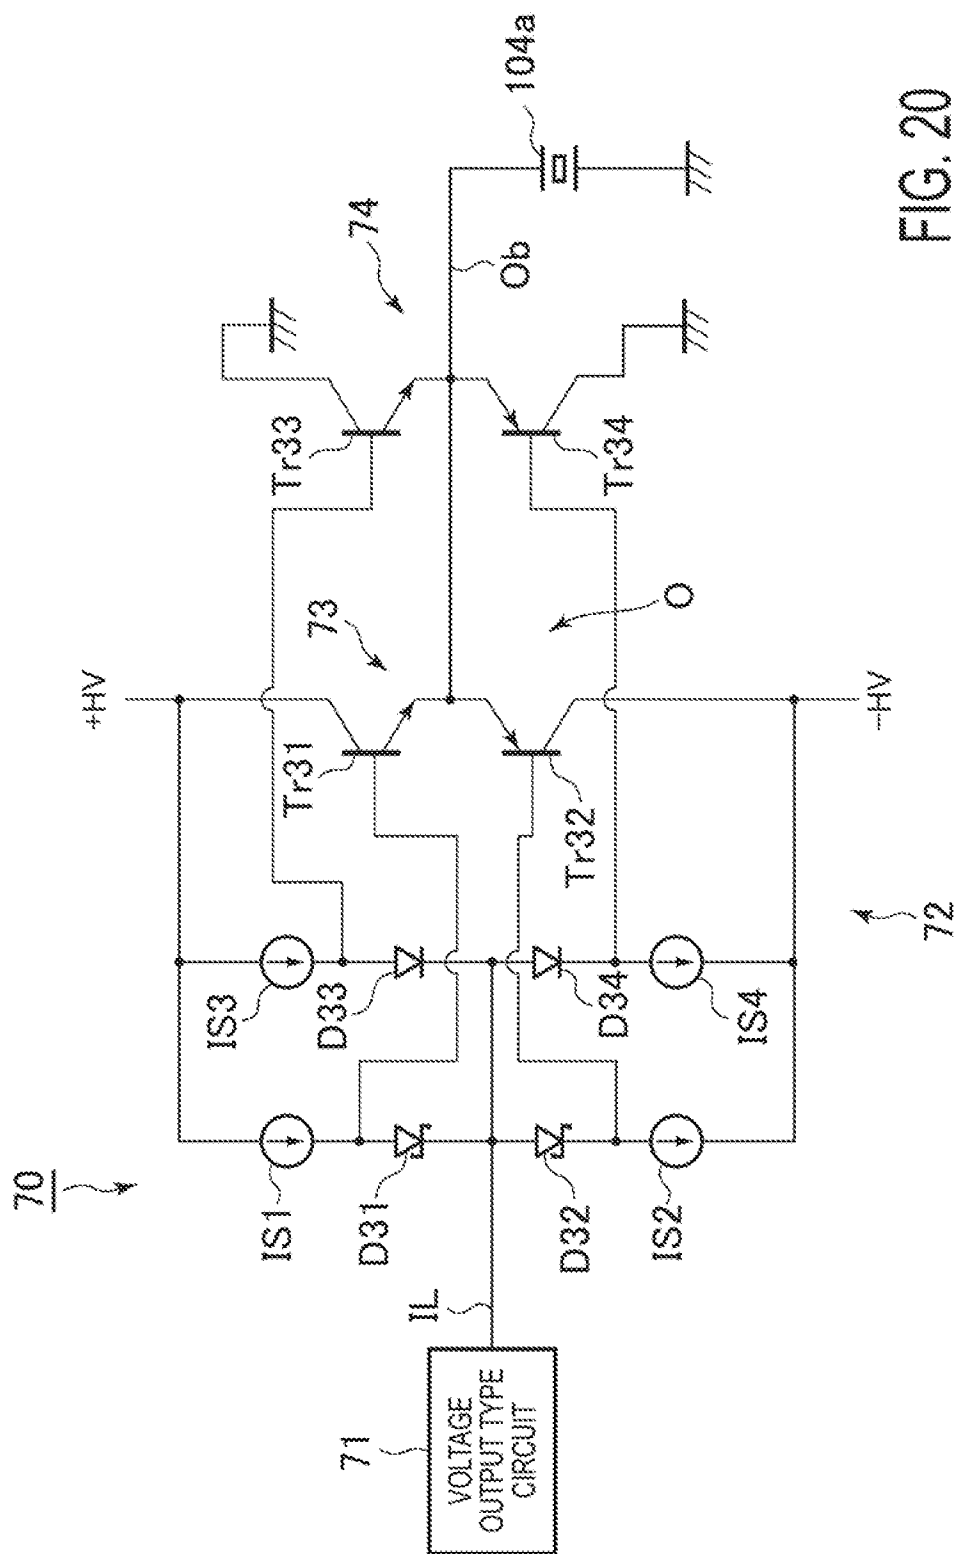 70
+HV
73
74
IS1
IS3
Tr31
Tr33
D31
D33
104a
71
VOLTAGE
OUTPUT TYPE
CIRCUIT
IL
Ob
D32
D34
Tr32
Tr34
O
IS2
IS4
-HV
72
FIG. 20